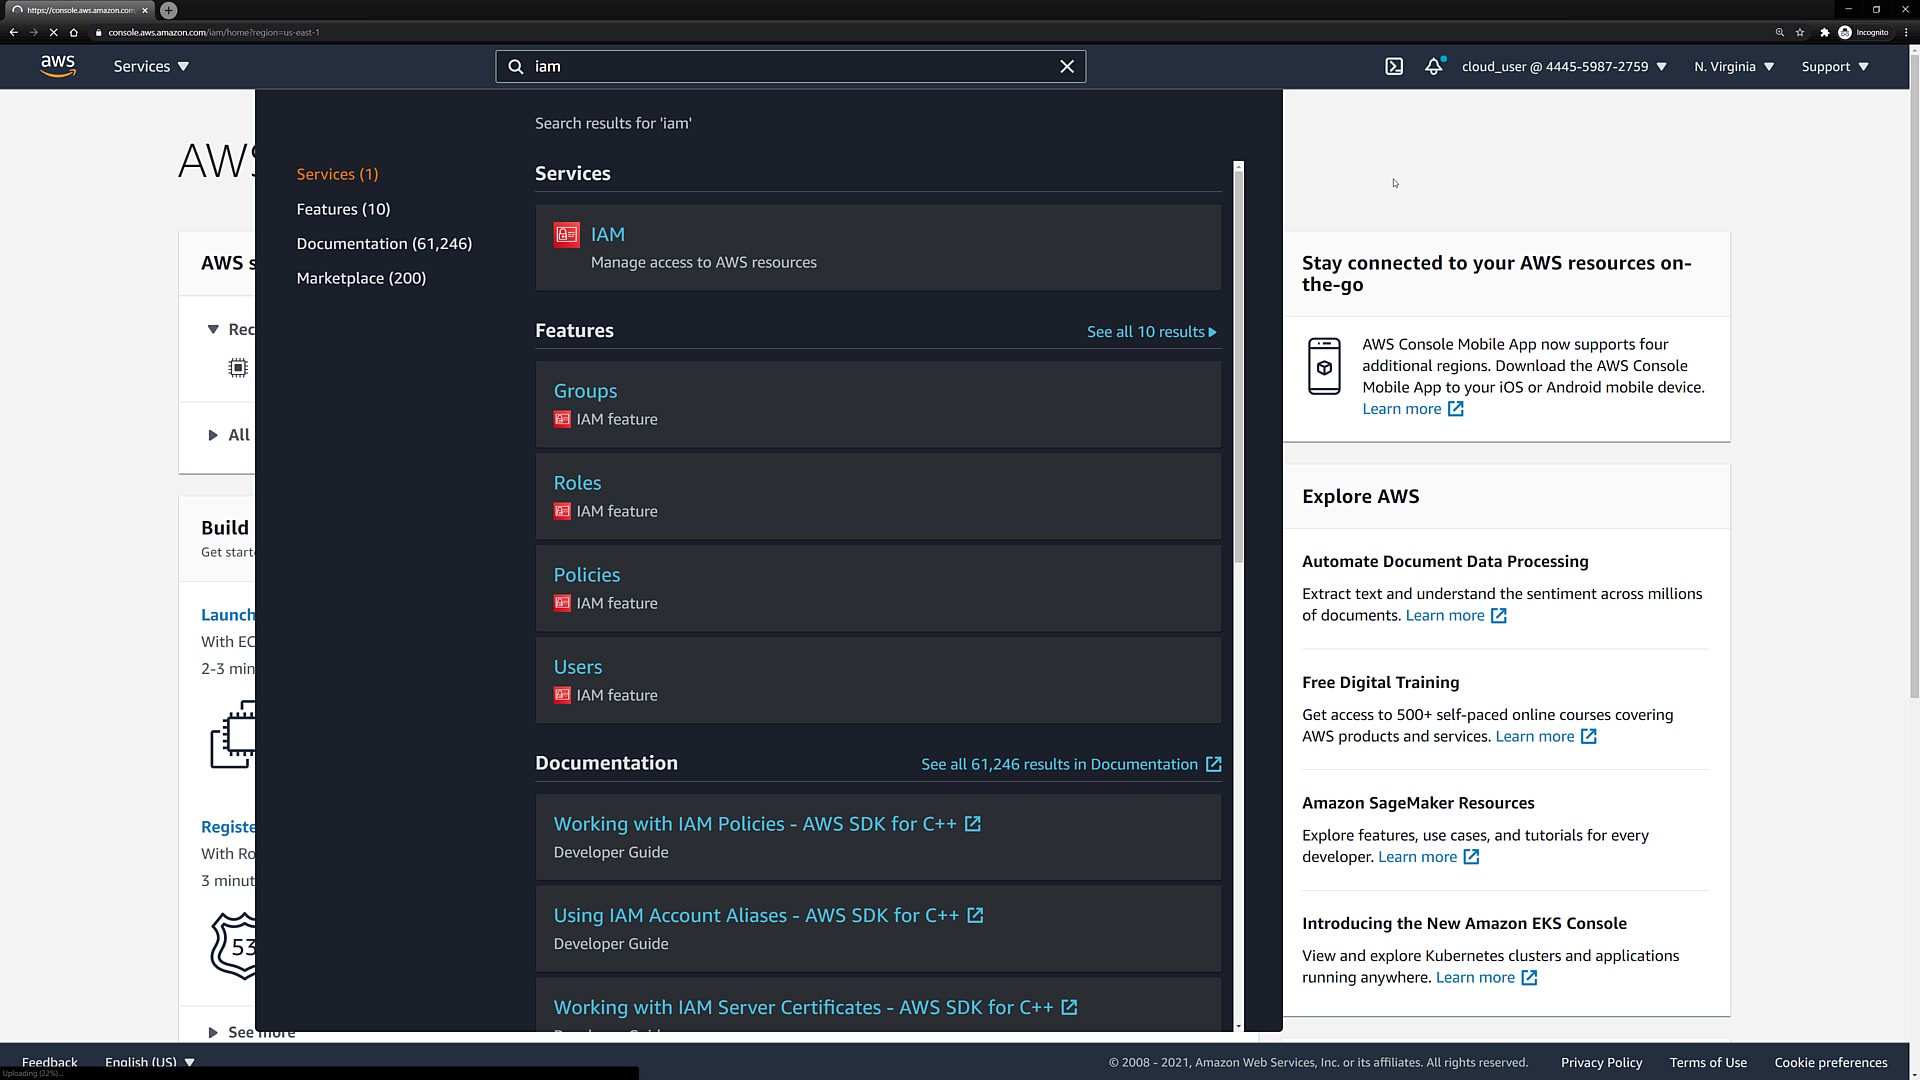 https://console.aws.amazon.com
console.aws.amazon.com/iam/home?region=us-east-1
Incognito
aws
Services
iam
cloud_user @ 4445-5987-2759
N. Virginia
Support
Search results for 'iam'
Services (1)
Features (10)
Documentation (61,246)
Marketplace (200)
Services
IAM
Manage access to AWS resources
Features
See all 10 results
Groups
IAM feature
Roles
IAM feature
Policies
IAM feature
Users
IAM feature
Documentation
See all 61,246 results in Documentation
Working with IAM Policies - AWS SDK for C++
Developer Guide
Using IAM Account Aliases - AWS SDK for C++
Developer Guide
Working with IAM Server Certificates - AWS SDK for C++
AWS
AWS s
Rec
All
Build
Get starte
Launch
With EC
2-3 min
Registe
With Ro
3 minut
53
See more
Stay connected to your AWS resources on-
the-go
AWS Console Mobile App now supports four
additional regions. Download the AWS Console
Mobile App to your iOS or Android mobile device.
Learn more
Explore AWS
Automate Document Data Processing
Extract text and understand the sentiment across millions
of documents. Learn more
Free Digital Training
Get access to 500+ self-paced online courses covering
AWS products and services. Learn more
Amazon SageMaker Resources
Explore features, use cases, and tutorials for every
developer. Learn more
Introducing the New Amazon EKS Console
View and explore Kubernetes clusters and applications
running anywhere. Learn more
Feedback
English (US)
© 2008 - 2021, Amazon Web Services, Inc. or its affiliates. All rights reserved.
Privacy Policy
Terms of Use
Cookie preferences
Uploading (22%)...